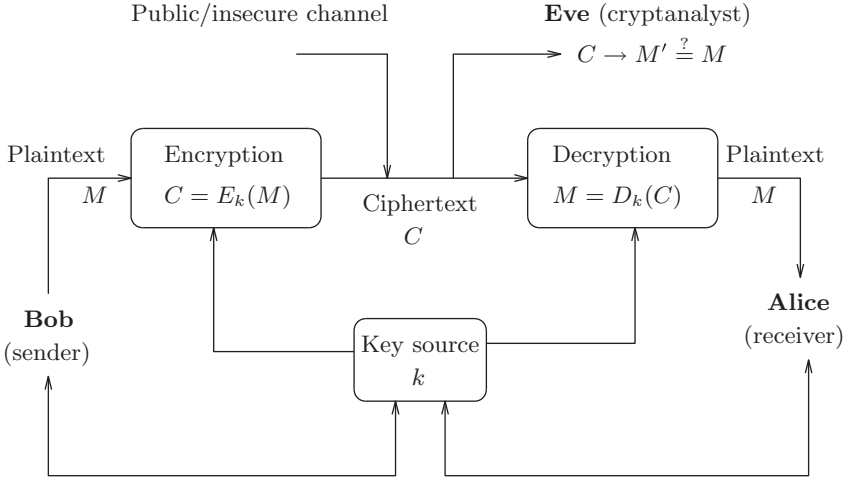 Public/insecure channel
Eve (cryptanalyst)
C → M′ ≟ M
Plaintext
M
Encryption
C = E_k(M)
Ciphertext
C
Decryption
M = D_k(C)
Plaintext
M
Bob
(sender)
Key source
k
Alice
(receiver)